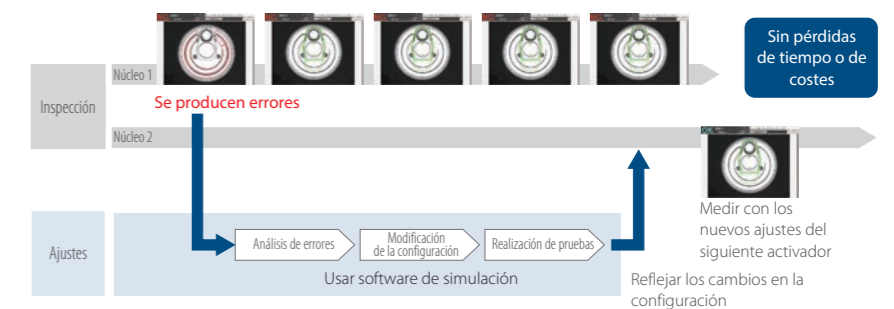 Sin pérdidas
de tiempo o de
costes
Inspección
Núcleo 1
Se producen errores
Núcleo 2
Medir con los
nuevos ajustes del
siguiente activador
Ajustes
Análisis de errores
Modificación
de la configuración
Realización de pruebas
Usar software de simulación
Reflejar los cambios en la
configuración